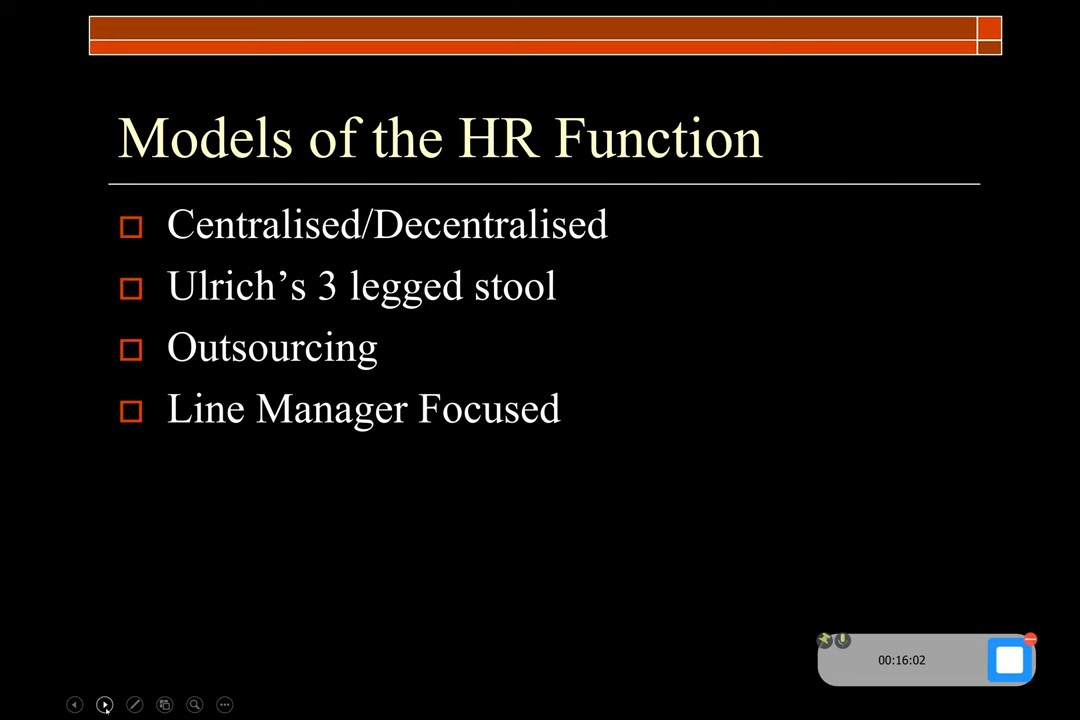 Models of the HR Function
Centralised/Decentralised
Ulrich’s 3 legged stool
Outsourcing
Line Manager Focused
00:16:02